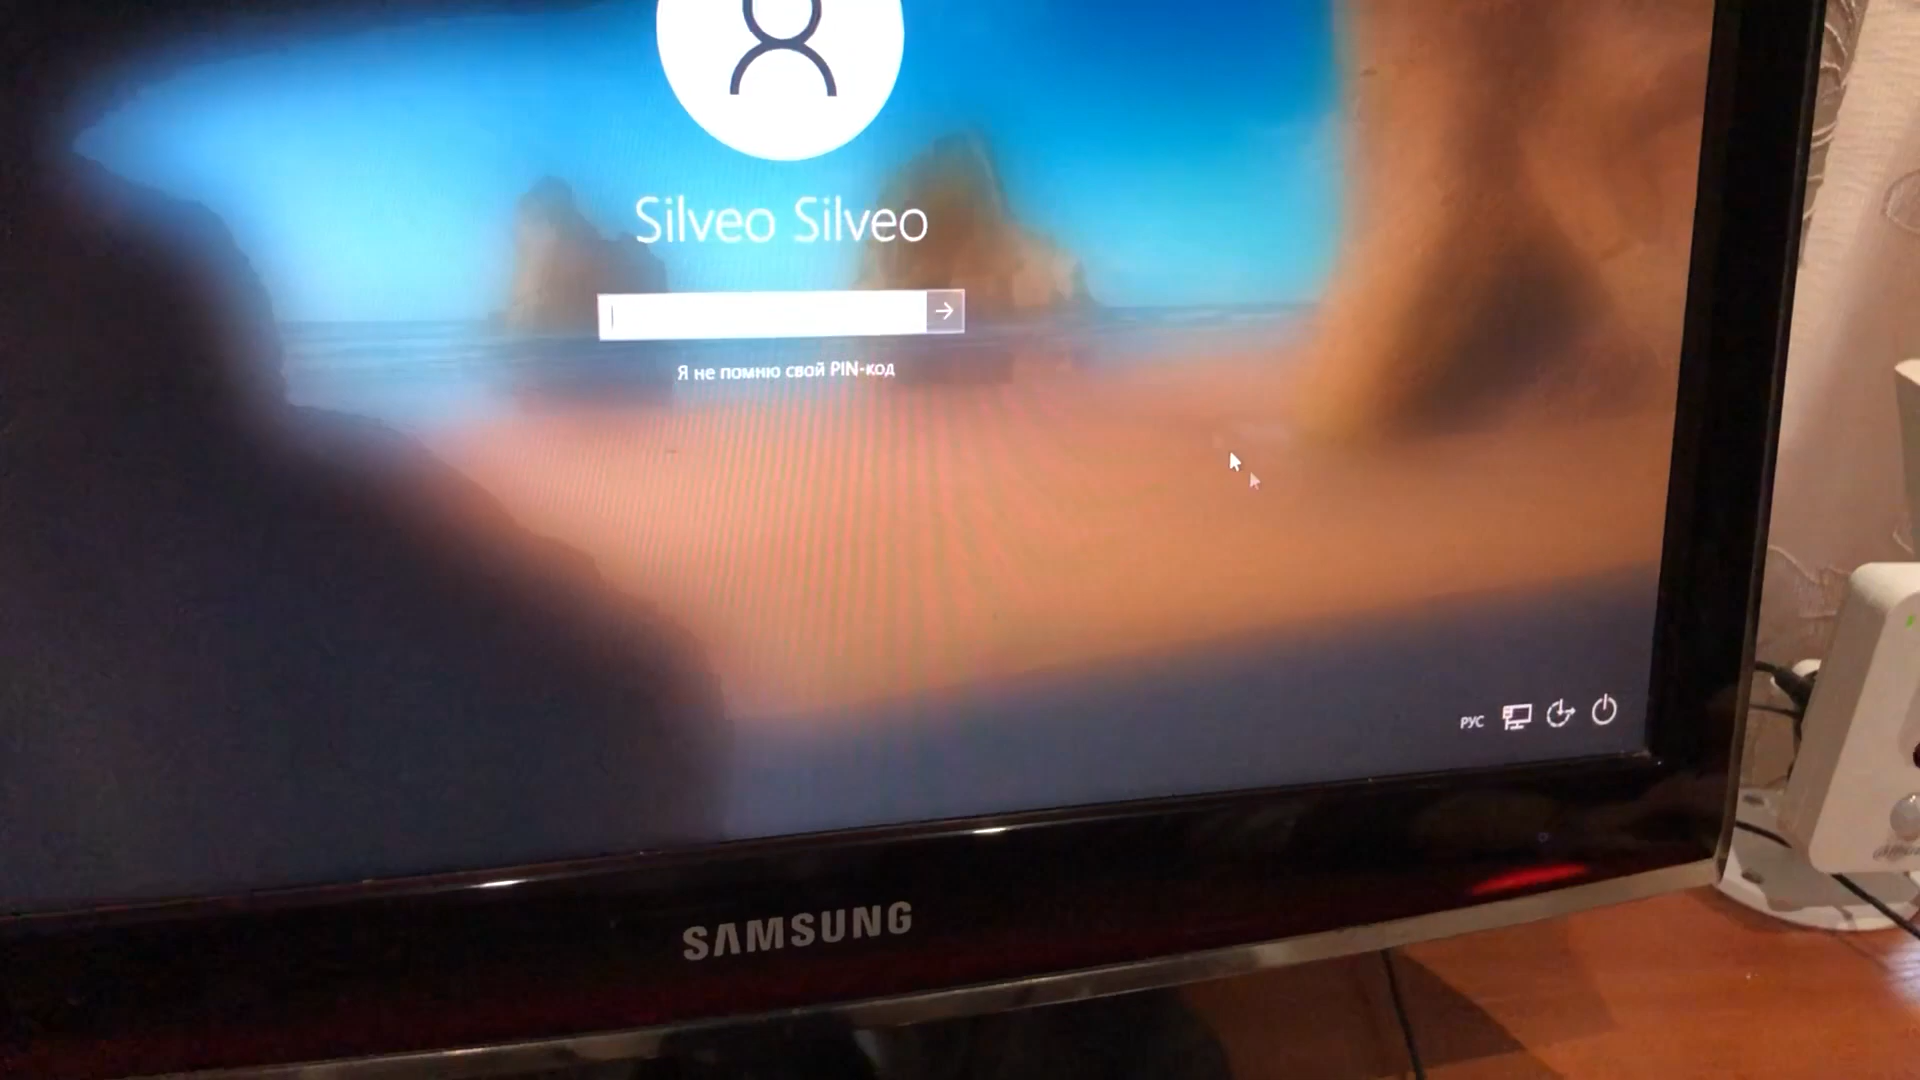 Silveo Silveo
Я не помню свой PIN-код
РУС
SAMSUNG